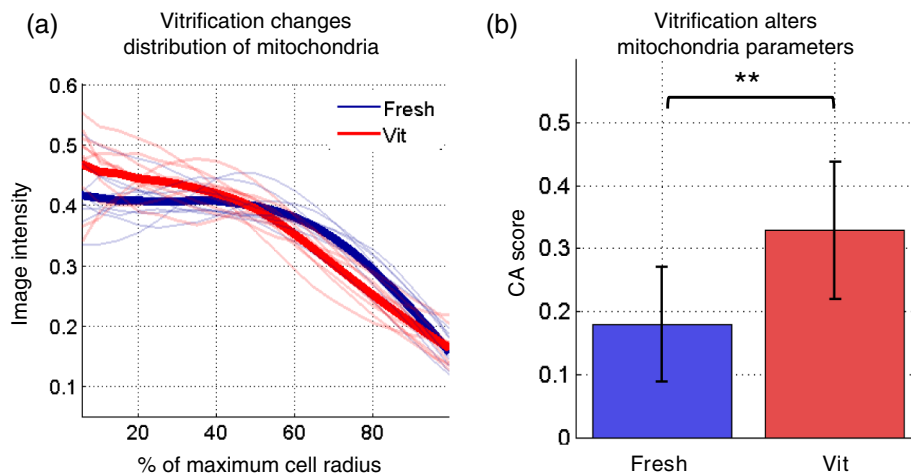 (a)
Vitrification changes
distribution of mitochondria
0.6
0.5
0.4
0.3
0.2
0.1
Image intensity
20
40
60
80
% of maximum cell radius
Fresh
Vit
(b)
Vitrification alters
mitochondria parameters
**
0.5
0.4
0.3
0.2
0.1
0
CA score
Fresh
Vit